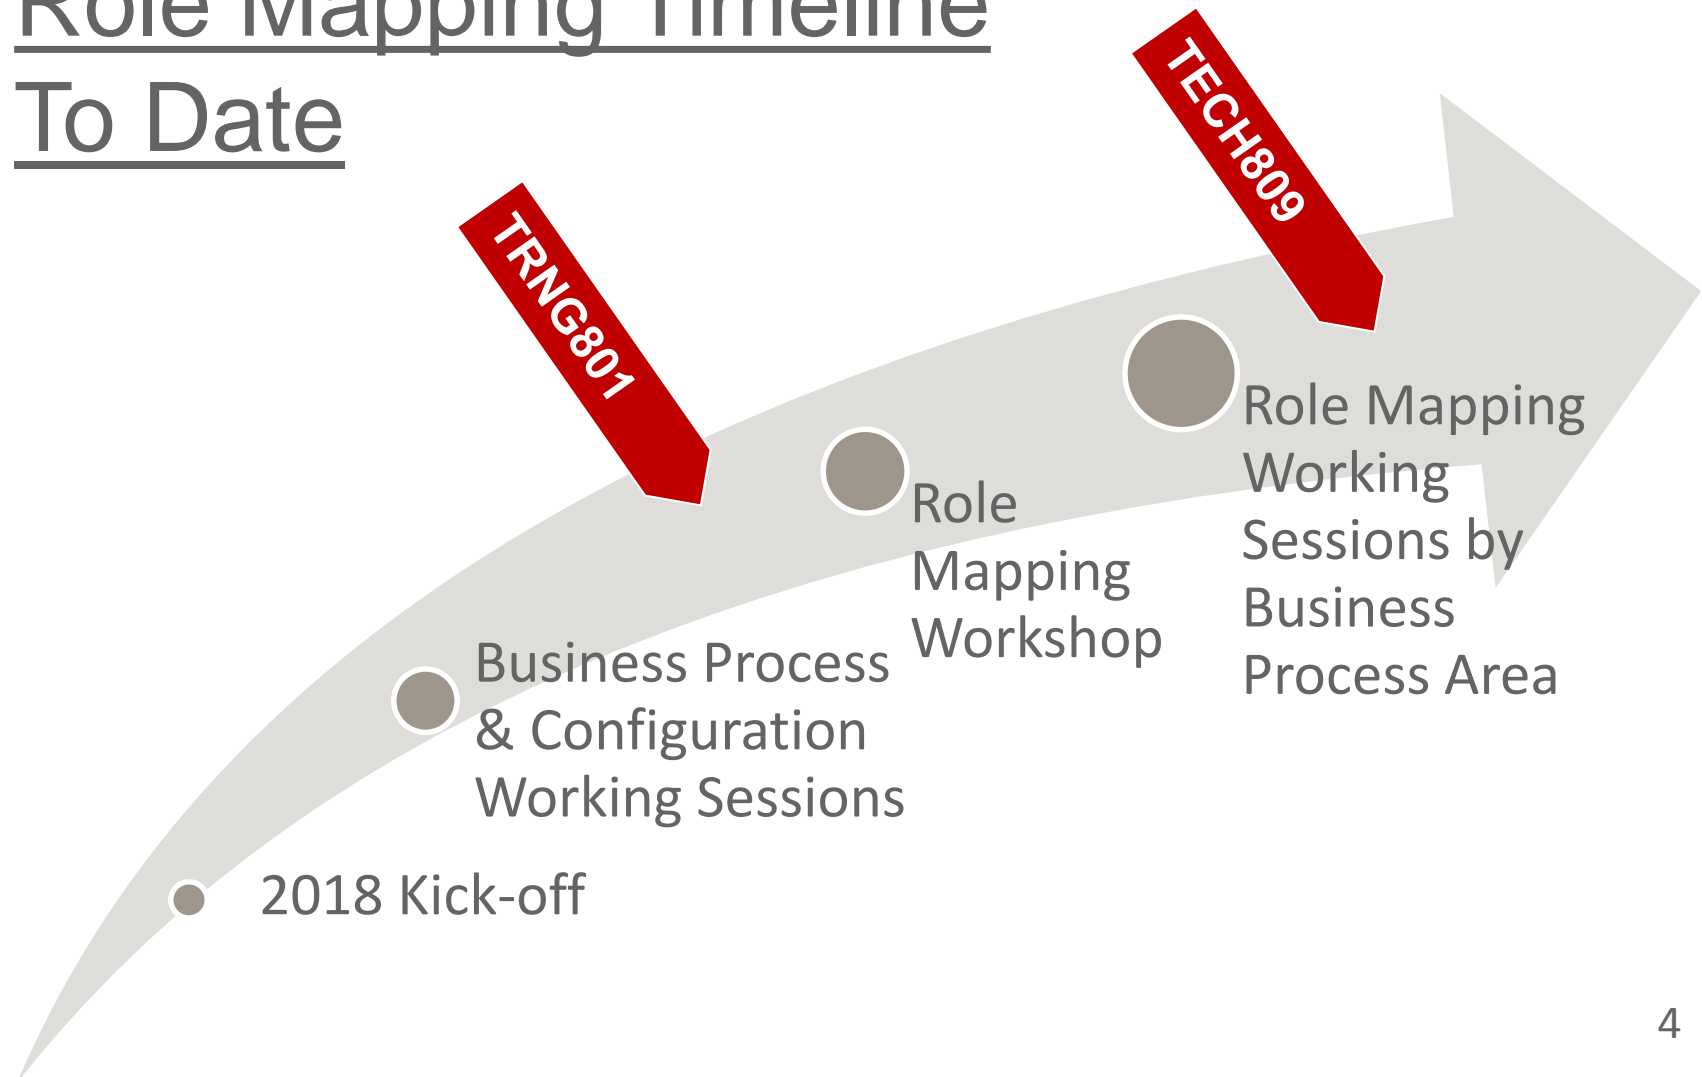 Role Mapping Timeline
To Date
TECH809
TRNG801
Role Mapping
Working
Sessions by
Business
Process Area
Role
Mapping
Workshop
Business Process
& Configuration
Working Sessions
2018 Kick-off
4